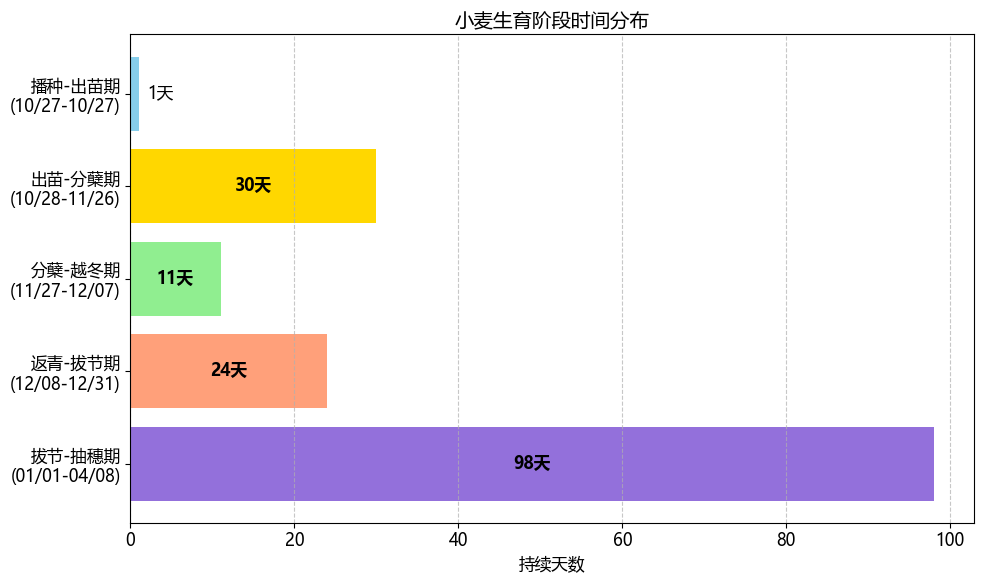 小麦生育阶段时间分布
播种-出苗期
(10/27-10/27)
1天
出苗-分蘖期
(10/28-11/26)
30天
分蘖-越冬期
(11/27-12/07)
11天
返青-拔节期
(12/08-12/31)
24天
拔节-抽穗期
(01/01-04/08)
98天
0 20 40 60 80 100
持续天数